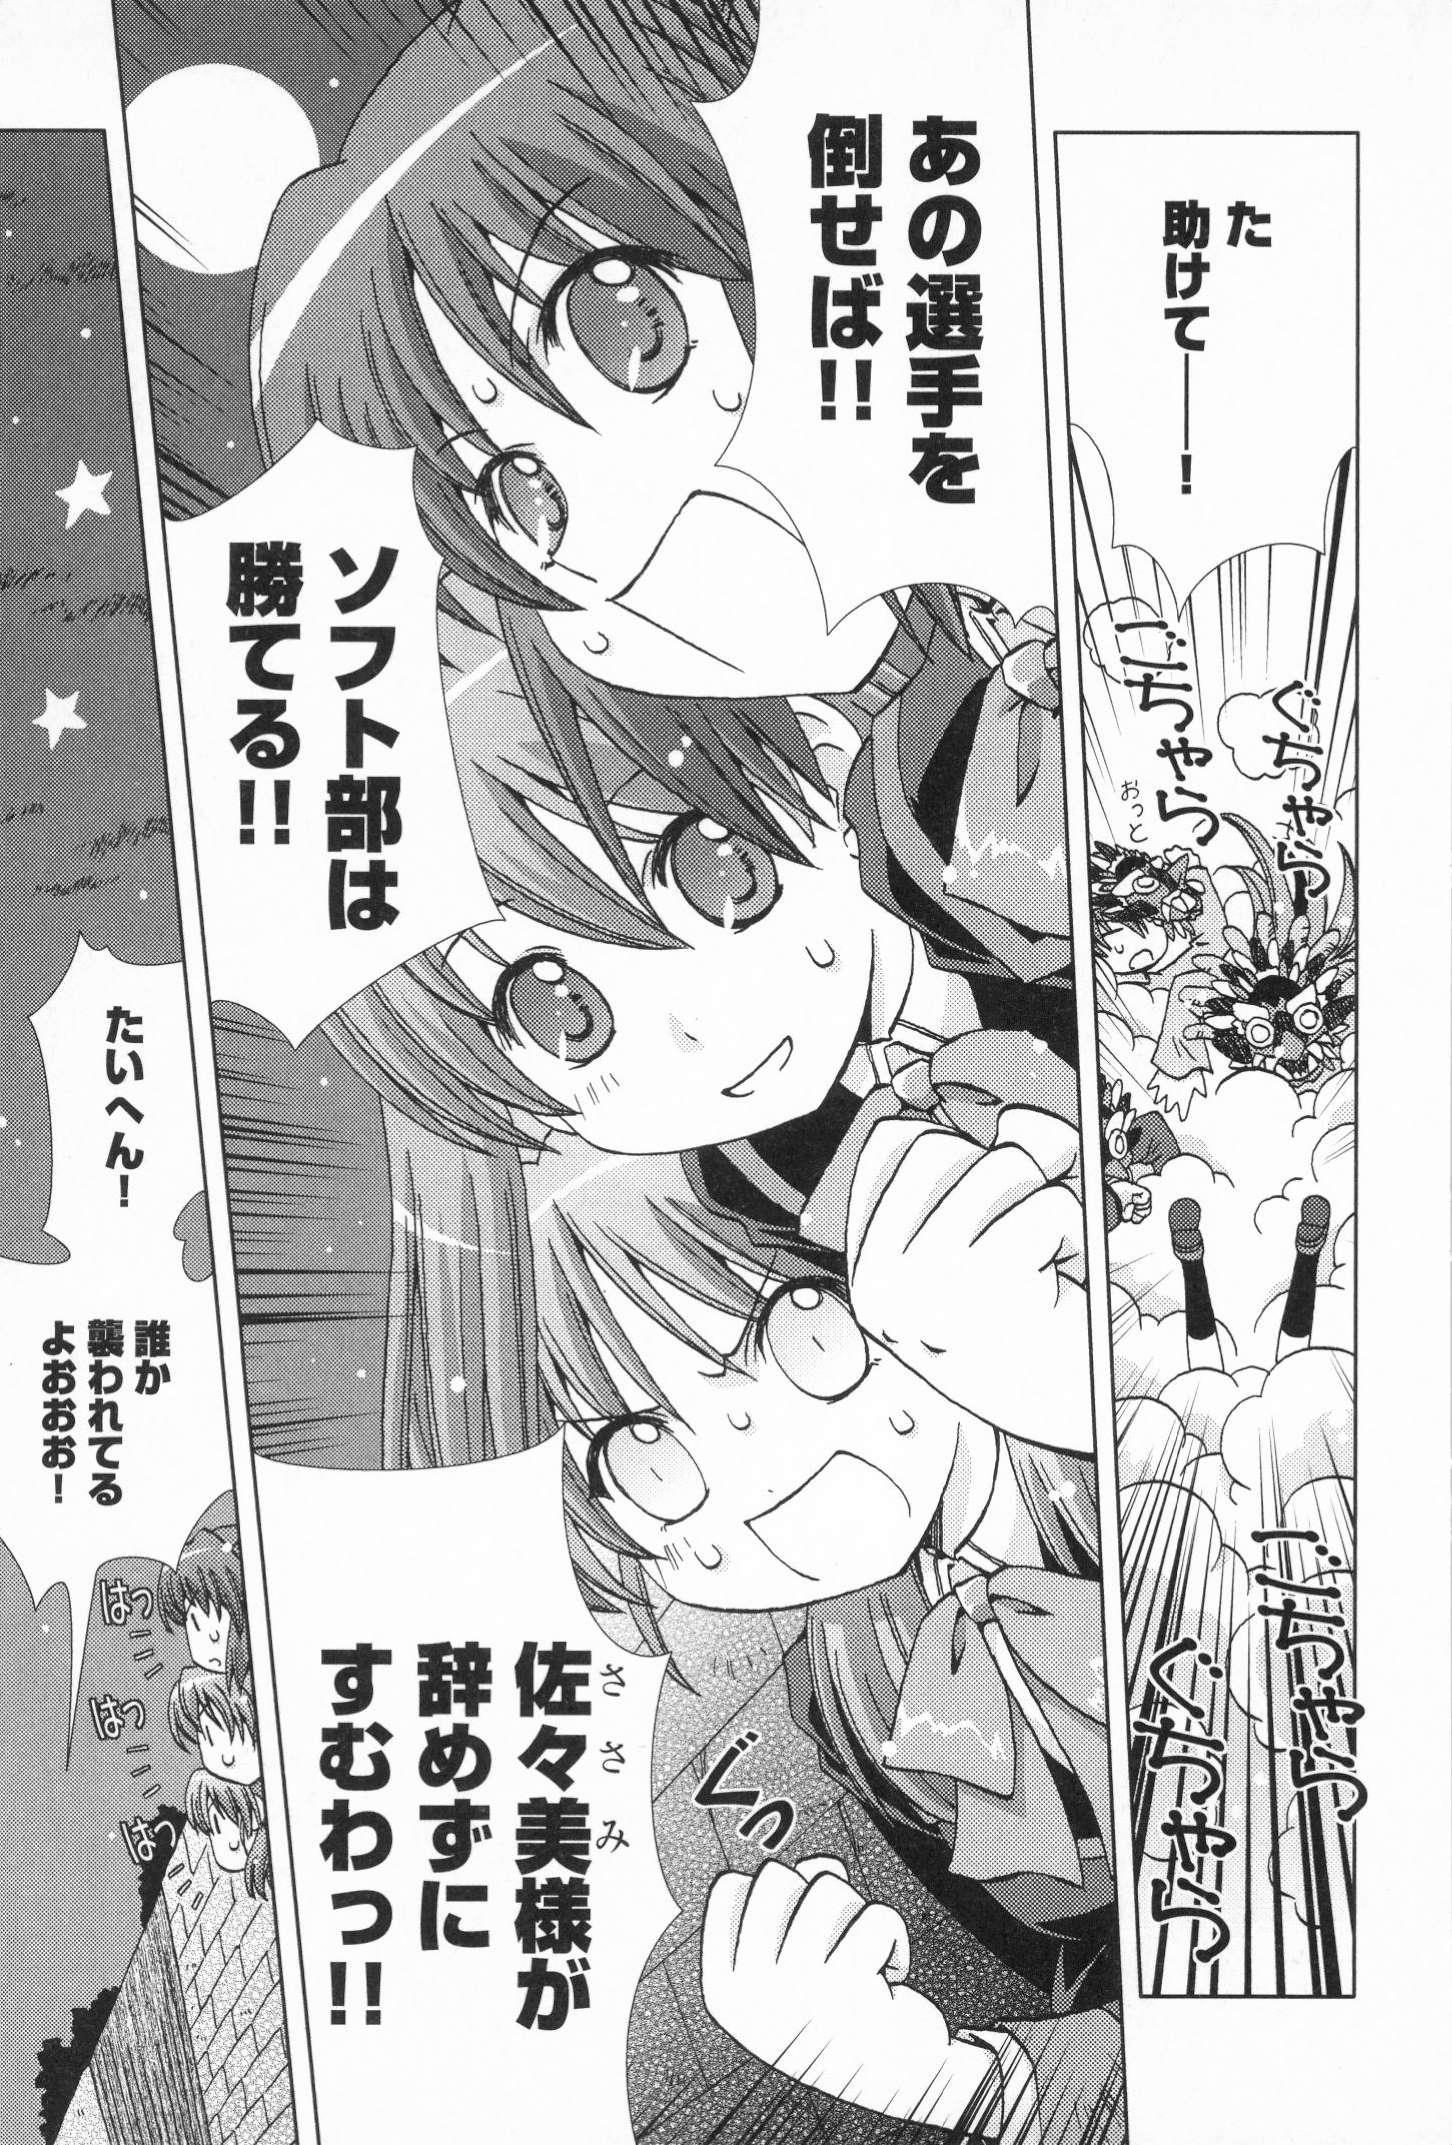 た
助けて――!
ぐちゃら
ごちゃら
おっと
ごちゃら
ぐちゃら
あの選手を
倒せば!!
ソフト部は
勝てる!!
佐々美様が
ささみ
辞めずに
すむわっ!!
ぐっ
たいへん!
誰か
襲われてる
よおおお!
はっ
はっ
はっ